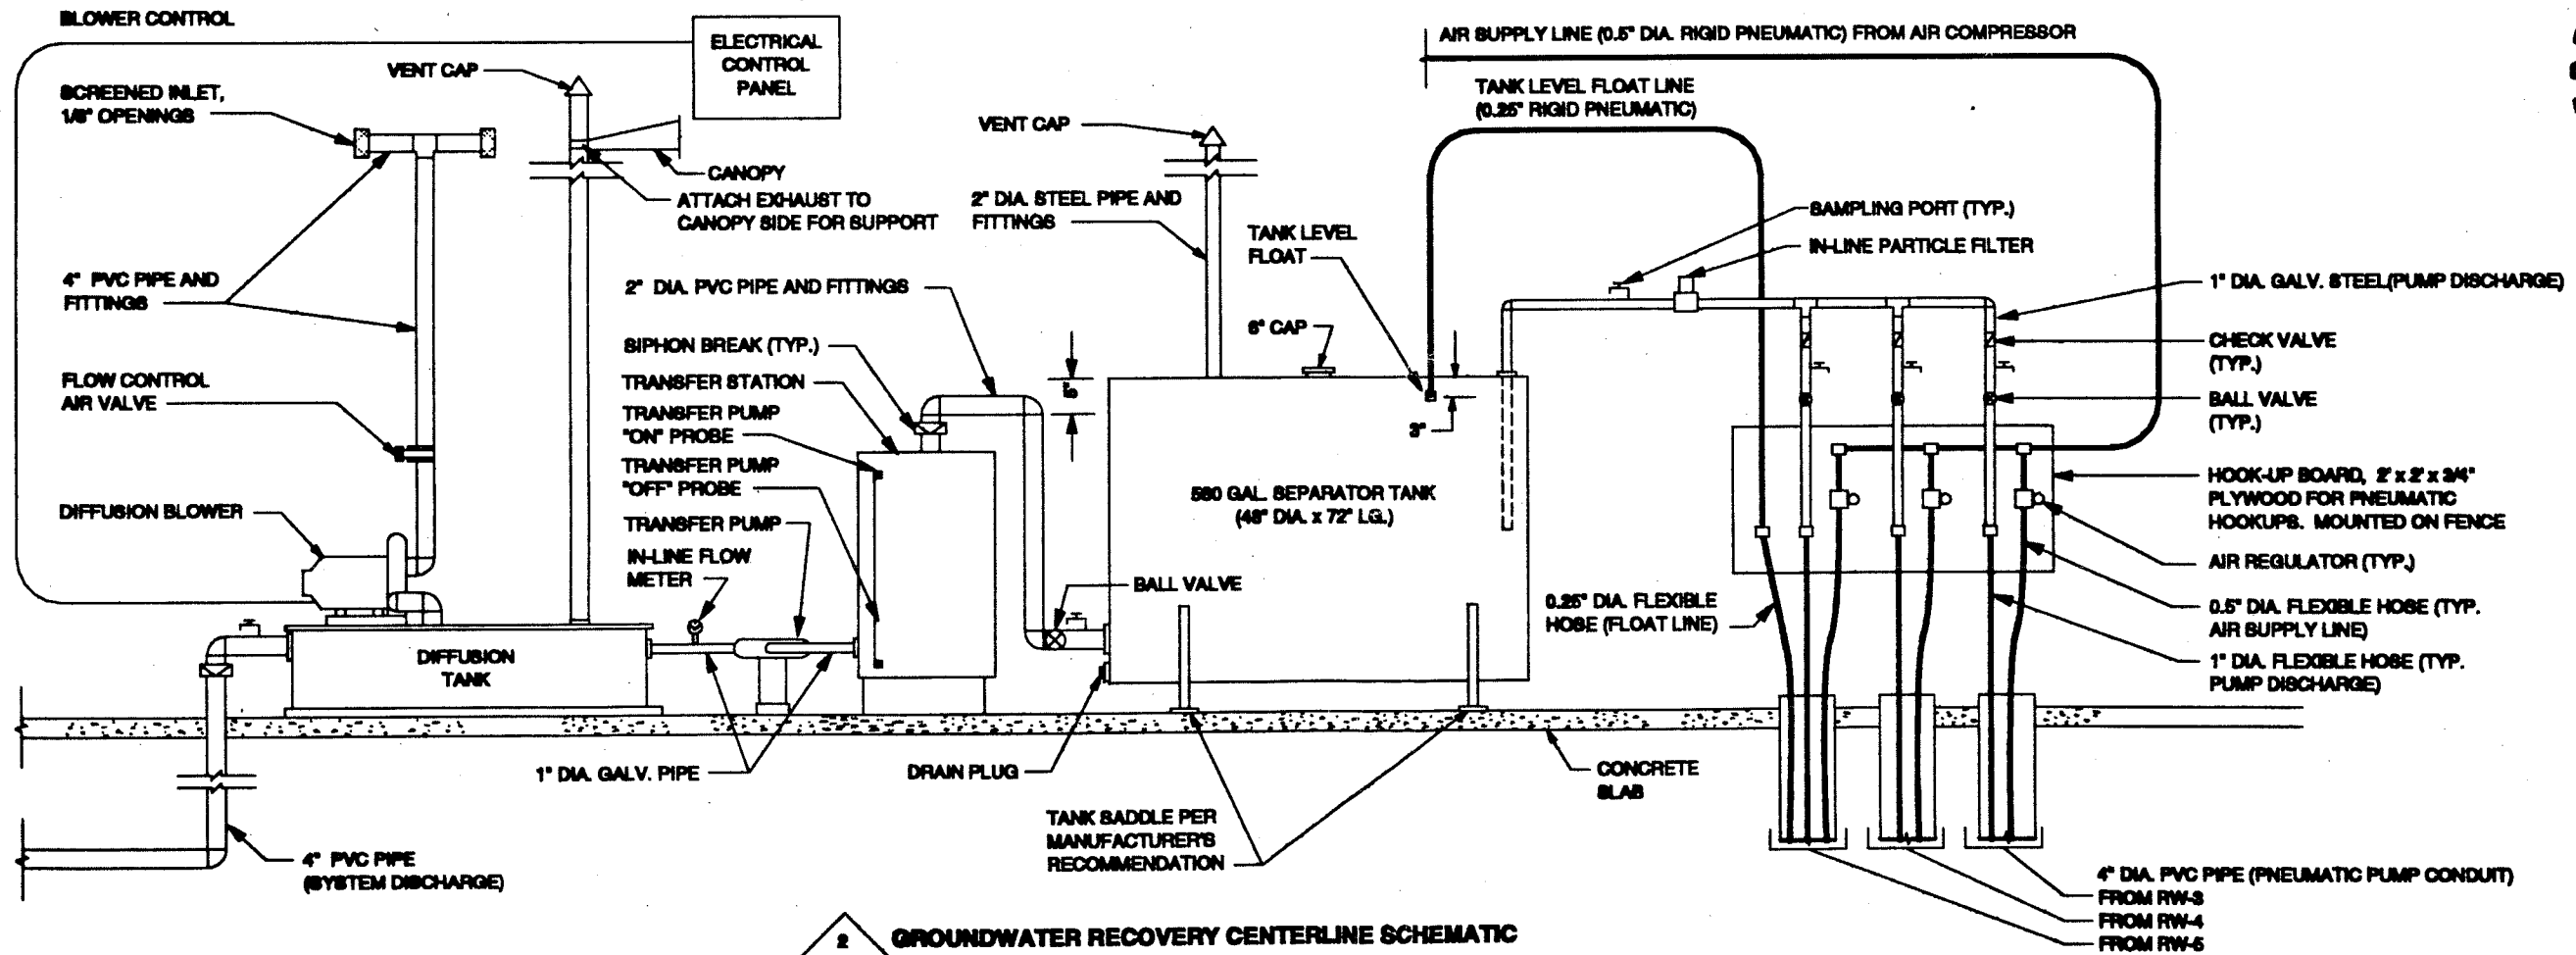 BLOWER CONTROL
ELECTRICAL
CONTROL
PANEL
VENT CAP
SCREENED INLET,
1/8" OPENINGS
CANOPY
ATTACH EXHAUST TO
CANOPY SIDE FOR SUPPORT
4" PVC PIPE AND
FITTINGS
FLOW CONTROL
AIR VALVE
DIFFUSION BLOWER
DIFFUSION
TANK
4" PVC PIPE
(SYSTEM DISCHARGE)
2" DIA. PVC PIPE AND FITTINGS
SIPHON BREAK (TYP.)
TRANSFER STATION
TRANSFER PUMP
"ON" PROBE
TRANSFER PUMP
"OFF" PROBE
TRANSFER PUMP
IN-LINE FLOW
METER
1" DIA. GALV. PIPE
VENT CAP
2" DIA. STEEL PIPE AND
FITTINGS
5"
6" CAP
TANK LEVEL
FLOAT
3"
560 GAL. SEPARATOR TANK
(48" DIA. x 72" LG.)
BALL VALVE
DRAIN PLUG
TANK SADDLE PER
MANUFACTURER'S
RECOMMENDATION
CONCRETE
SLAB
AIR SUPPLY LINE (0.5" DIA. RIGID PNEUMATIC) FROM AIR COMPRESSOR
TANK LEVEL FLOAT LINE
(0.25" RIGID PNEUMATIC)
SAMPLING PORT (TYP.)
IN-LINE PARTICLE FILTER
1" DIA. GALV. STEEL(PUMP DISCHARGE)
CHECK VALVE
(TYP.)
BALL VALVE
(TYP.)
HOOK-UP BOARD, 2' x 2' x 3/4"
PLYWOOD FOR PNEUMATIC
HOOKUPS. MOUNTED ON FENCE
AIR REGULATOR (TYP.)
0.25" DIA. FLEXIBLE
HOSE (FLOAT LINE)
0.5" DIA. FLEXIBLE HOSE (TYP.
AIR SUPPLY LINE)
1" DIA. FLEXIBLE HOSE (TYP.
PUMP DISCHARGE)
4" DIA. PVC PIPE (PNEUMATIC PUMP CONDUIT)
FROM RW-3
FROM RW-4
FROM RW-5
2
GROUNDWATER RECOVERY CENTERLINE SCHEMATIC